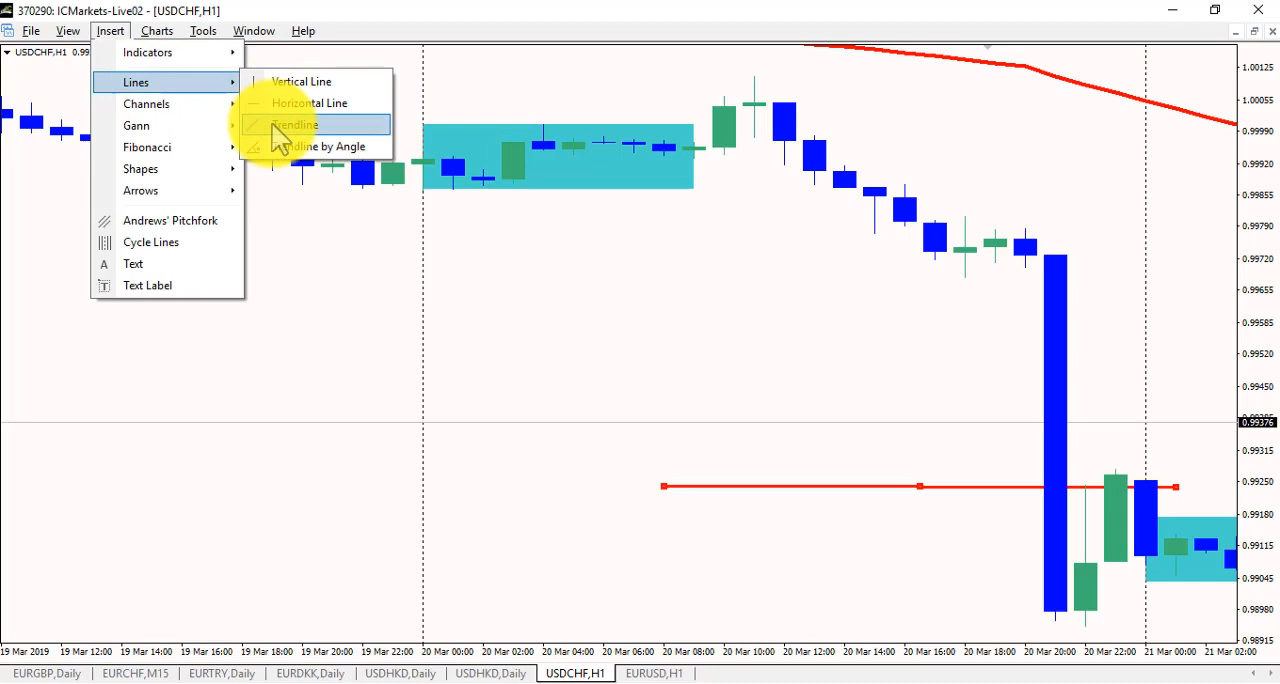 370290: ICMarkets-Live02 - [USDCHF,H1]
File View Insert Charts Tools Window Help
USDCHF,H1 0.99
Indicators
Lines
Channels
Gann
Fibonacci
Shapes
Arrows
Andrews' Pitchfork
Cycle Lines
Text
Text Label
Vertical Line
Horizontal Line
Trendline
Trendline by Angle
1.00125
1.00055
0.99990
0.99920
0.99855
0.99790
0.99720
0.99655
0.99585
0.99520
0.99450
0.99376
0.99315
0.99250
0.99180
0.99115
0.99045
0.98980
0.98915
19 Mar 2019 19 Mar 12:00 19 Mar 14:00 19 Mar 16:00 19 Mar 18:00 19 Mar 20:00 19 Mar 22:00 20 Mar 00:00 20 Mar 02:00 20 Mar 04:00 20 Mar 06:00 20 Mar 08:00 20 Mar 10:00 20 Mar 12:00 20 Mar 14:00 20 Mar 16:00 20 Mar 18:00 20 Mar 20:00 20 Mar 22:00 21 Mar 00:00 21 Mar 02:00
EURGBP,Daily EURCHF,M15 EURTRY,Daily EURDKK,Daily USDHKD,Daily USDHKD,Daily USDCHF,H1 EURUSD,H1